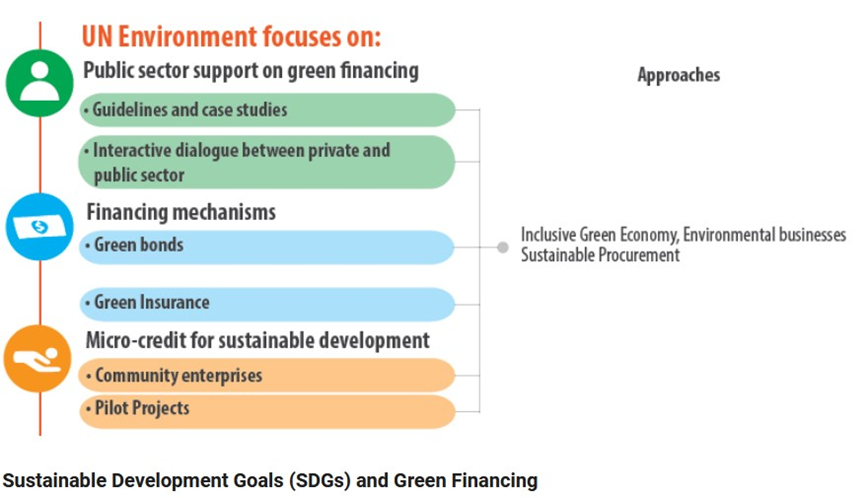 UN Environment focuses on:
Public sector support on green financing
Approaches
• Guidelines and case studies
• Interactive dialogue between private and
public sector
Financing mechanisms
• Green bonds
Inclusive Green Economy, Environmental businesses
Sustainable Procurement
• Green Insurance
Micro-credit for sustainable development
• Community enterprises
• Pilot Projects
Sustainable Development Goals (SDGs) and Green Financing